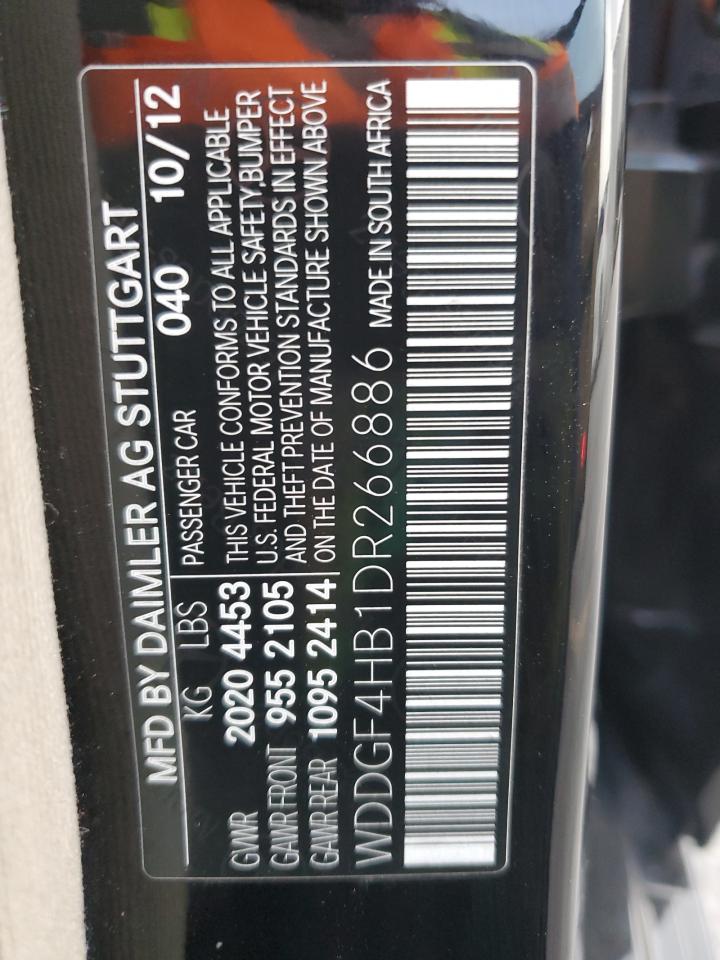 MFD BY DAIMLER AG STUTTGART
040 10/12
KG LBS PASSENGER CAR
GVWR 2020 4453 THIS VEHICLE CONFORMS TO ALL APPLICABLE
GAWR FRONT 955 2105 U.S. FEDERAL MOTOR VEHICLE SAFETY,BUMPER
AND THEFT PREVENTION STANDARDS IN EFFECT
GAWR REAR 1095 2414 ON THE DATE OF MANUFACTURE SHOWN ABOVE
WDDGF4HB1DR266886 MADE IN SOUTH AFRICA